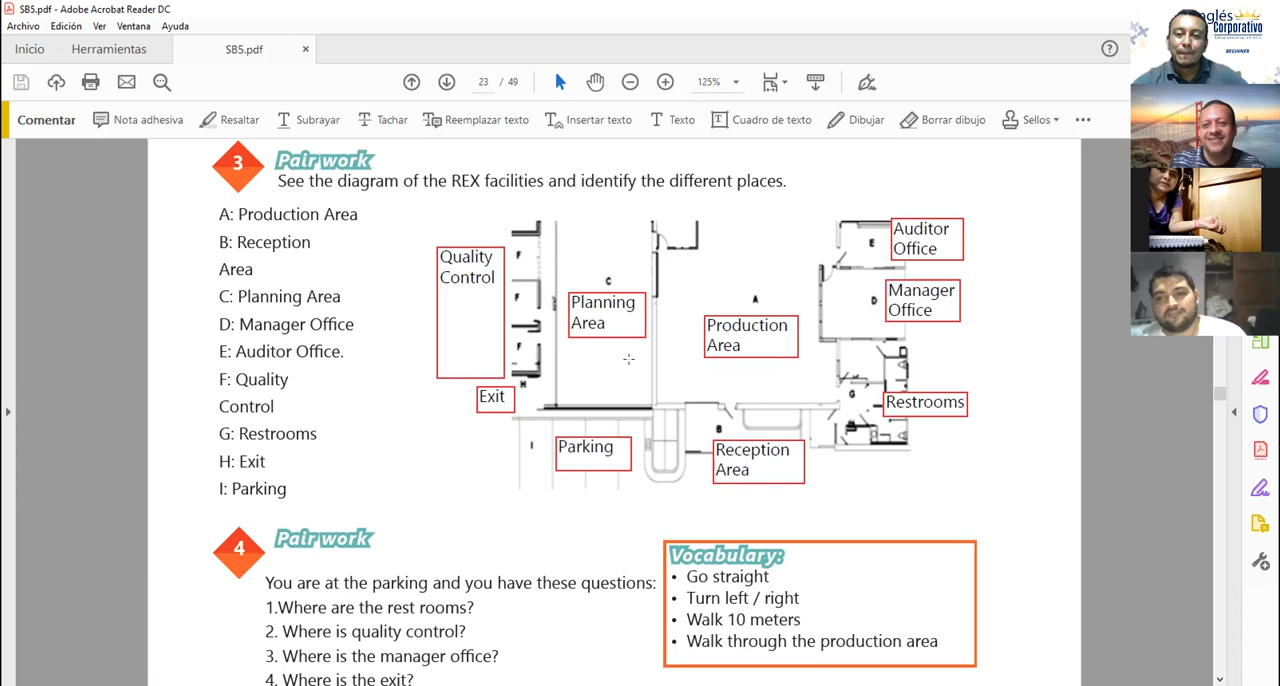 SB5.pdf - Adobe Acrobat Reader DC
Archivo Edición Ver Ventana Ayuda
Inicio Herramientas SB5.pdf ×
23 / 49 125%
Comentar Nota adhesiva Resaltar Subrayar Tachar Reemplazar texto Insertar texto Texto Cuadro de texto Dibujar Borrar dibujo Sellos
Inglés
Corporativo
BEGINNER
3 Pair work
See the diagram of the REX facilities and identify the different places.
A: Production Area
B: Reception
Area
C: Planning Area
D: Manager Office
E: Auditor Office.
F: Quality
Control
G: Restrooms
H: Exit
I: Parking
Quality
Control
F
F
F
H
Exit
C
Planning
Area
A
Production
Area
E
Auditor
Office
D
Manager
Office
G
Restrooms
I
Parking
B
Reception
Area
4 Pair work
You are at the parking and you have these questions:
1.Where are the rest rooms?
2. Where is quality control?
3. Where is the manager office?
4. Where is the exit?
Vocabulary:
• Go straight
• Turn left / right
• Walk 10 meters
• Walk through the production area